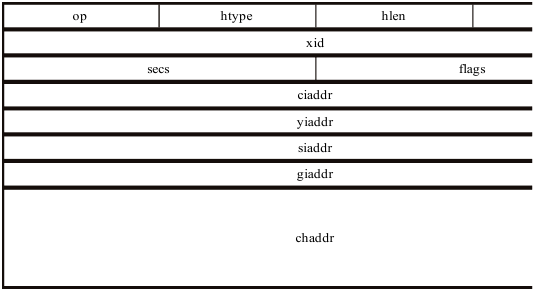 op htype hlen
xid
secs flags
ciaddr
yiaddr
siaddr
giaddr
chaddr